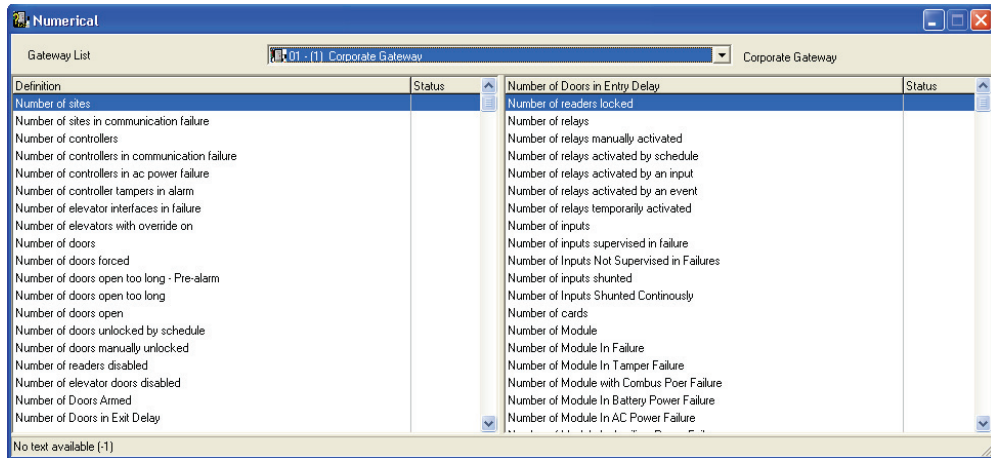 Numerical
Gateway List
01 - (1) Corporate Gateway
Corporate Gateway
Definition
Status
Number of sites
Number of sites in communication failure
Number of controllers
Number of controllers in communication failure
Number of controllers in ac power failure
Number of controller tampers in alarm
Number of elevator interfaces in failure
Number of elevators with override on
Number of doors
Number of doors forced
Number of doors open too long - Pre-alarm
Number of doors open too long
Number of doors open
Number of doors unlocked by schedule
Number of doors manually unlocked
Number of readers disabled
Number of elevator doors disabled
Number of Doors Armed
Number of Doors in Exit Delay
Number of Doors in Entry Delay
Status
Number of readers locked
Number of relays
Number of relays manually activated
Number of relays activated by schedule
Number of relays activated by an input
Number of relays activated by an event
Number of relays temporarily activated
Number of inputs
Number of inputs supervised in failure
Number of Inputs Not Supervised in Failures
Number of inputs shunted
Number of Inputs Shunted Continously
Number of cards
Number of Module
Number of Module In Failure
Number of Module In Tamper Failure
Number of Module with Combus Poer Failure
Number of Module In Battery Power Failure
Number of Module In AC Power Failure
No text available (-1)